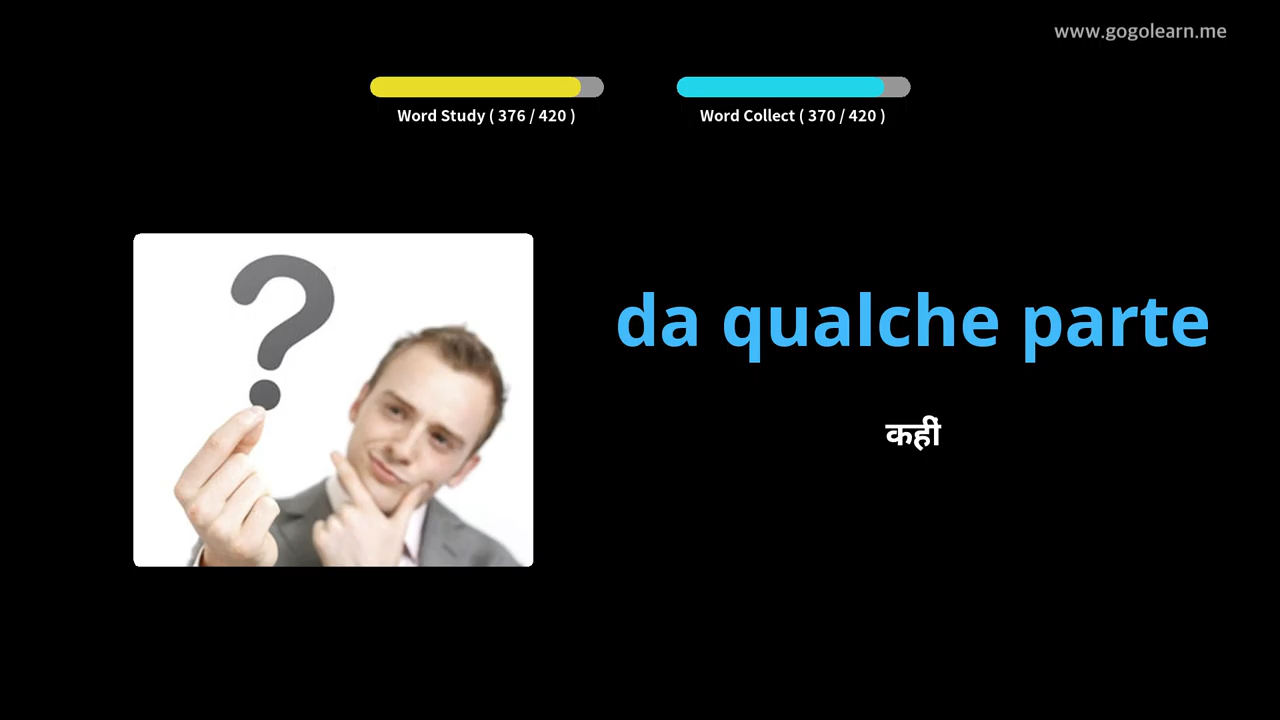 www.gogolearn.me
Word Study ( 376 / 420 )
Word Collect ( 370 / 420 )
da qualche parte
कहीं